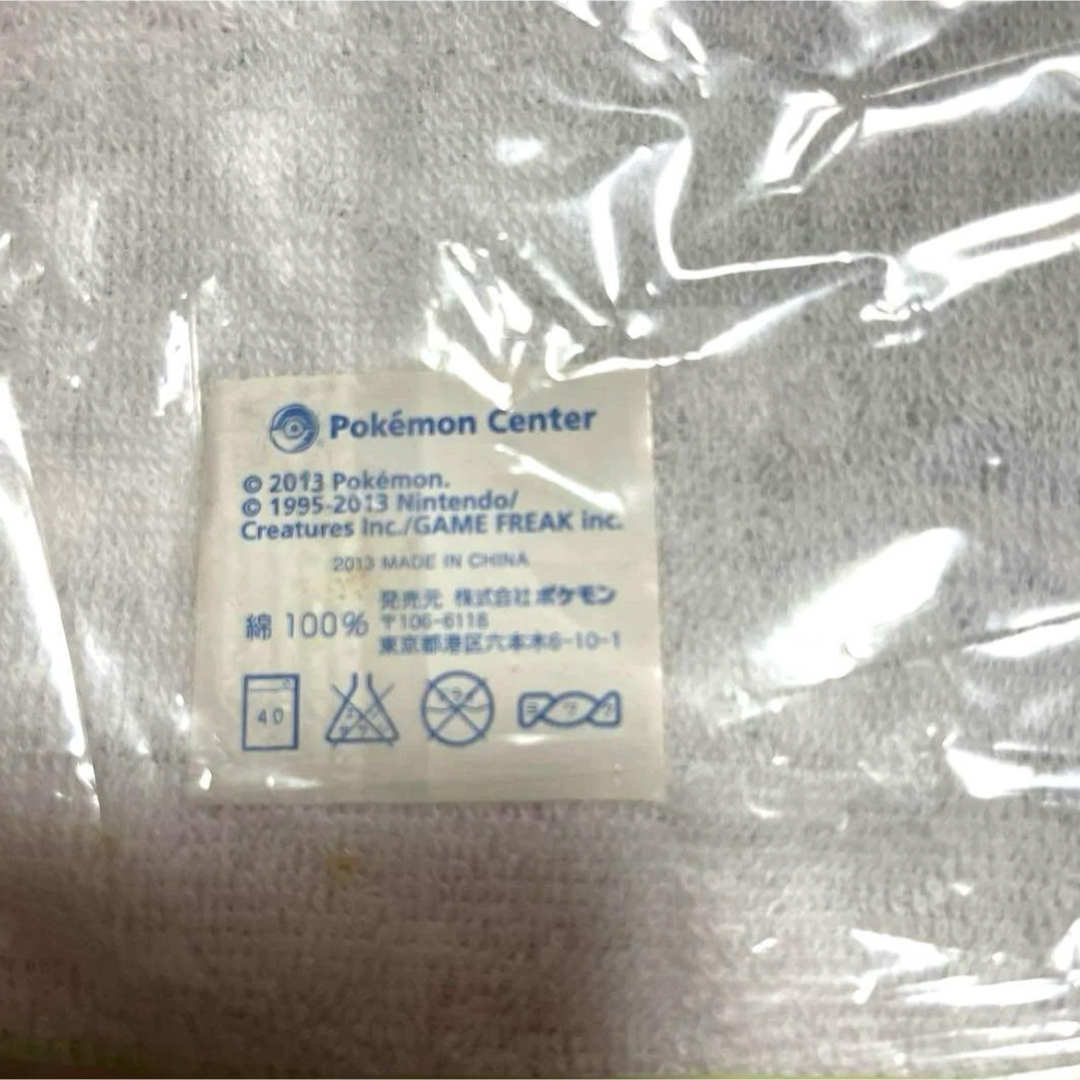 Pokémon Center
© 2013 Pokémon.
© 1995-2013 Nintendo/
Creatures Inc./GAME FREAK inc.
2013 MADE IN CHINA
綿 100%
発売元 株式会社ポケモン
〒106-6118
東京都港区六本木6-10-1
40